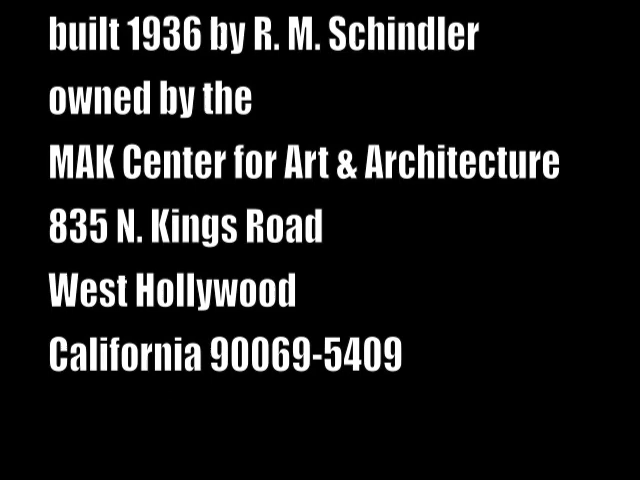 built 1936 by R. M. Schindler
owned by the
MAK Center for Art & Architecture
835 N. Kings Road
West Hollywood
California 90069-5409